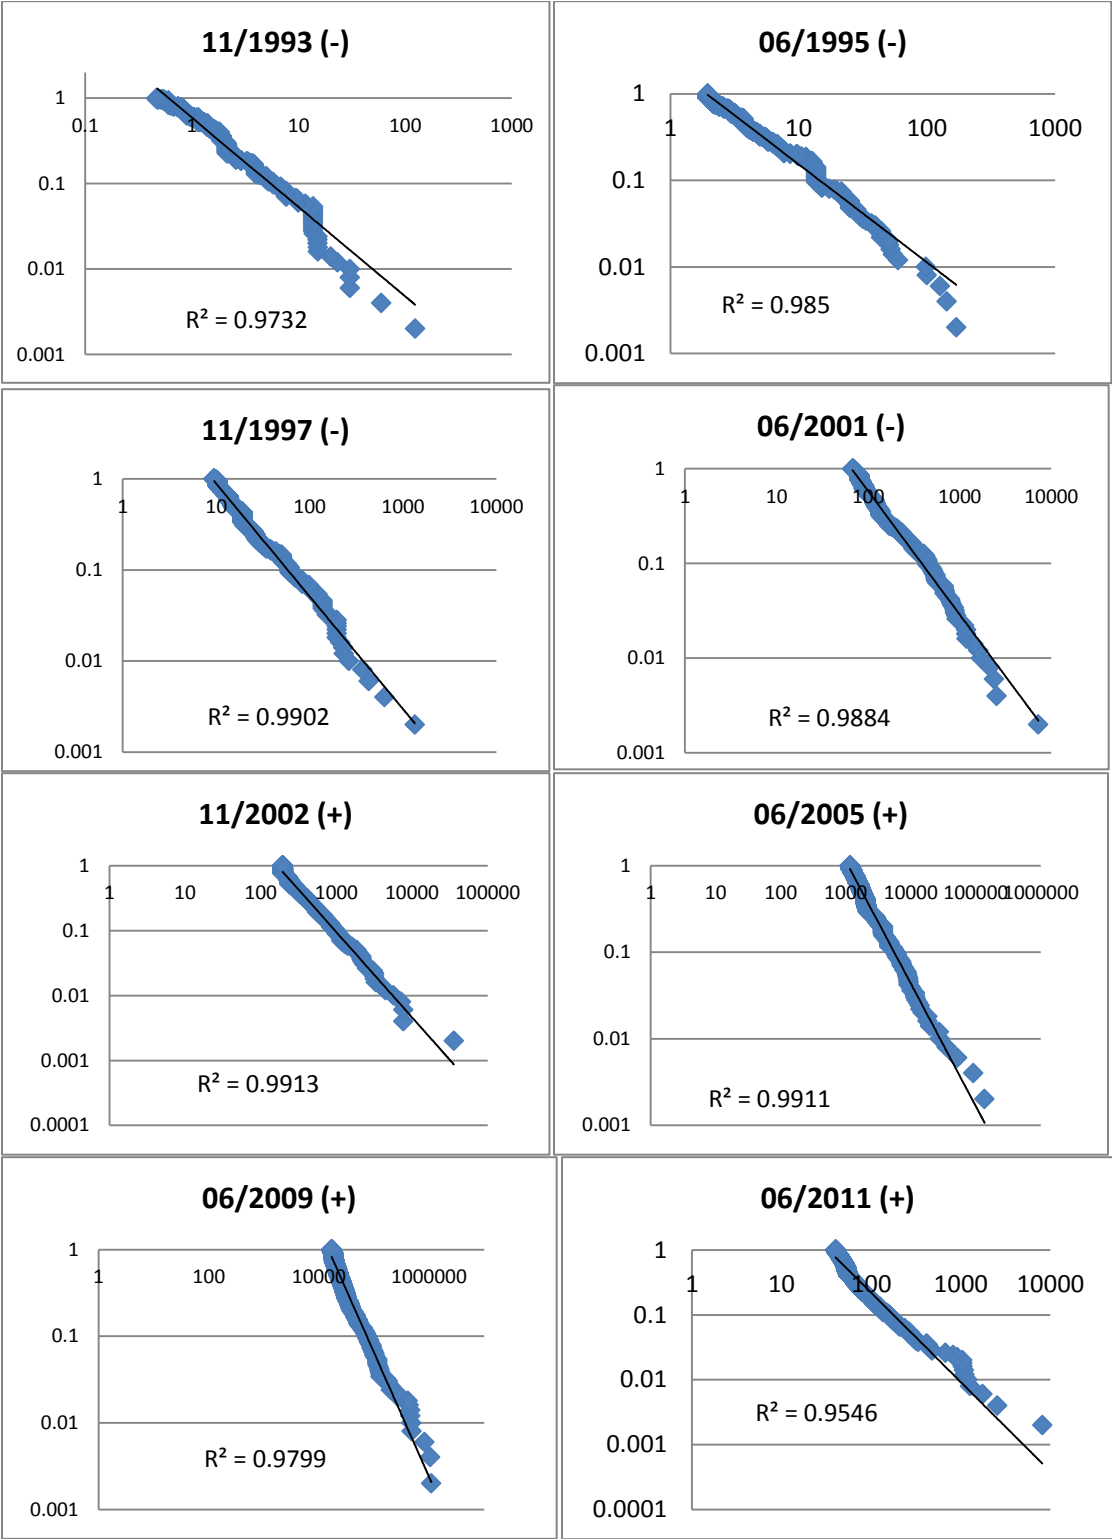 11/1993 (-)
1
0.1
0.01
0.001
0.1 1 10 100 1000
R² = 0.9732
06/1995 (-)
1
0.1
0.01
0.001
1 10 100 1000
R² = 0.985
11/1997 (-)
1
0.1
0.01
0.001
1 10 100 1000 10000
R² = 0.9902
06/2001 (-)
1
0.1
0.01
0.001
1 10 100 1000 10000
R² = 0.9884
11/2002 (+)
1
0.1
0.01
0.001
0.0001
1 10 100 1000 10000 100000
R² = 0.9913
06/2005 (+)
1
0.1
0.01
0.001
1 10 100 1000 10000 100000 1000000
R² = 0.9911
06/2009 (+)
1
0.1
0.01
0.001
1 100 10000 1000000
R² = 0.9799
06/2011 (+)
1
0.1
0.01
0.001
0.0001
1 10 100 1000 10000
R² = 0.9546